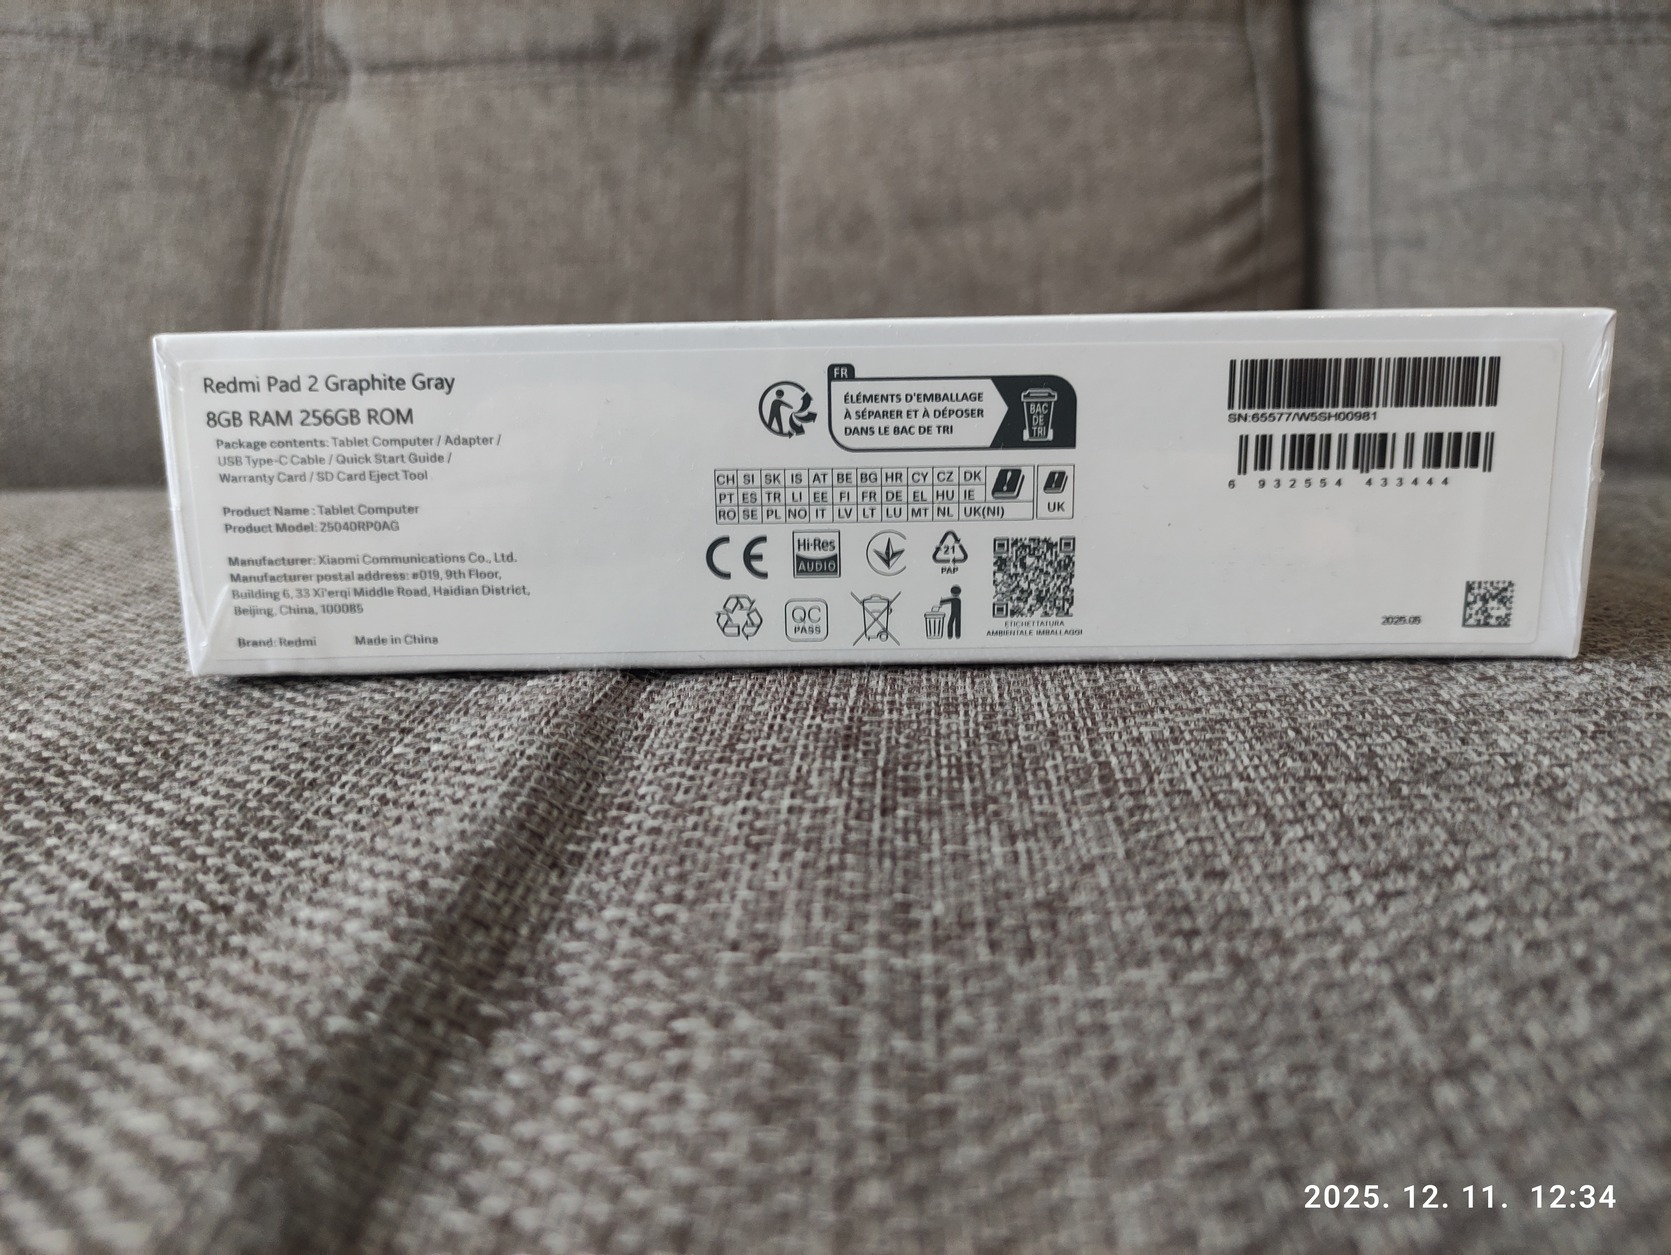 Redmi Pad 2 Graphite Gray
8GB RAM 256GB ROM
Package contents: Tablet Computer / Adapter /
USB Type-C Cable / Quick Start Guide /
Warranty Card / SD Card Eject Tool
Product Name : Tablet Computer
Product Model: 25040RP0AG
Manufacturer: Xiaomi Communications Co., Ltd.
Manufacturer postal address: #019, 9th Floor,
Building 6, 33 Xi'erqi Middle Road, Haidian District,
Beijing, China, 100085
Brand: Redmi Made in China
FR
ÉLÉMENTS D'EMBALLAGE
À SÉPARER ET À DÉPOSER
DANS LE BAC DE TRI
BAC
DE
TRI
CH SI SK IS AT BE BG HR CY CZ DK
PT ES TR LI EE FI FR DE EL HU IE
RO SE PL NO IT LV LT LU MT NL UK(NI)
UK
CE
Hi-Res
AUDIO
21
PAP
QC
PASS
ETICHETTATURA
AMBIENTALE IMBALLAGGI
SN:65577/W5SH00981
6 932554 433444
2025.05
2025. 12. 11. 12:34